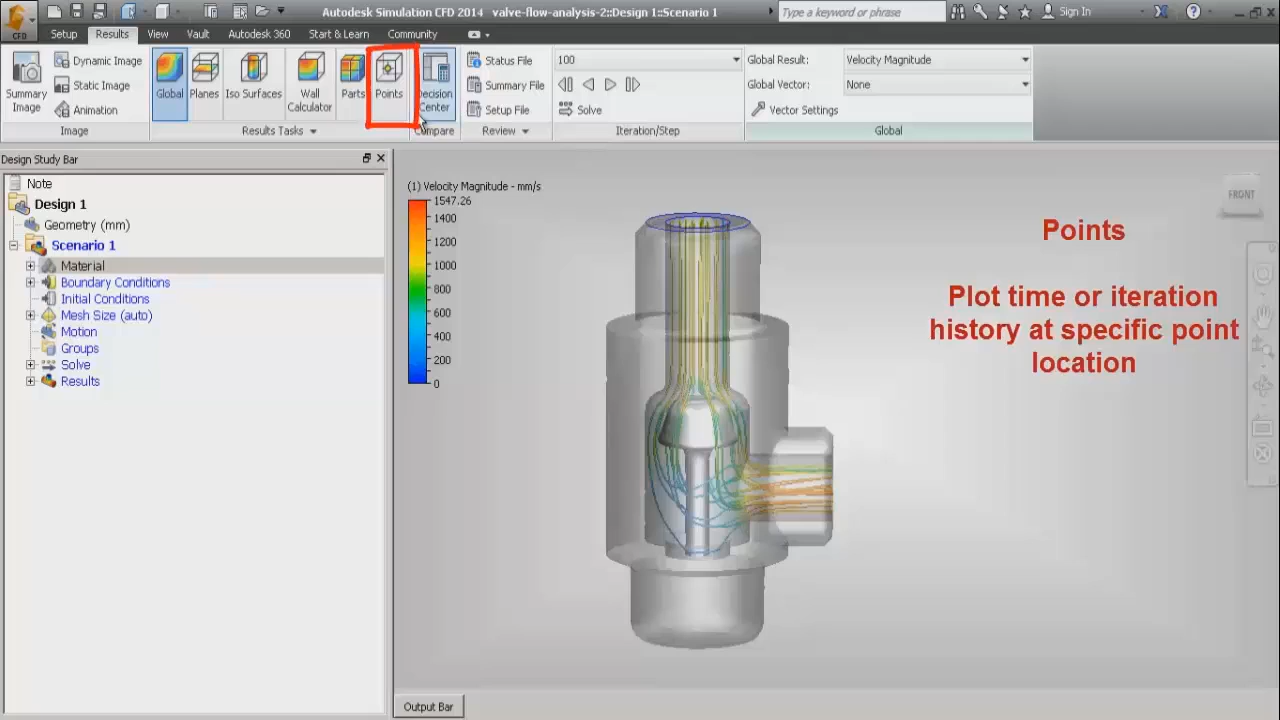 Autodesk Simulation CFD 2014 valve-flow-analysis-2::Design 1::Scenario 1
Type a keyword or phrase
Sign In
CFD
Setup
Results
View
Vault
Autodesk 360
Start & Learn
Community
Summary Image
Dynamic Image
Static Image
Animation
Image
Global
Planes
Iso Surfaces
Wall Calculator
Parts
Points
Results Tasks
Decision Center
Compare
Status File
Summary File
Setup File
Review
100
Solve
Iteration/Step
Global Result:
Velocity Magnitude
Global Vector:
None
Vector Settings
Global
Design Study Bar
Note
Design 1
Geometry (mm)
Scenario 1
Material
Boundary Conditions
Initial Conditions
Mesh Size (auto)
Motion
Groups
Solve
Results
(1) Velocity Magnitude - mm/s
1547.26
1400
1200
1000
800
600
400
200
0
FRONT
Points
Plot time or iteration
history at specific point
location
Output Bar